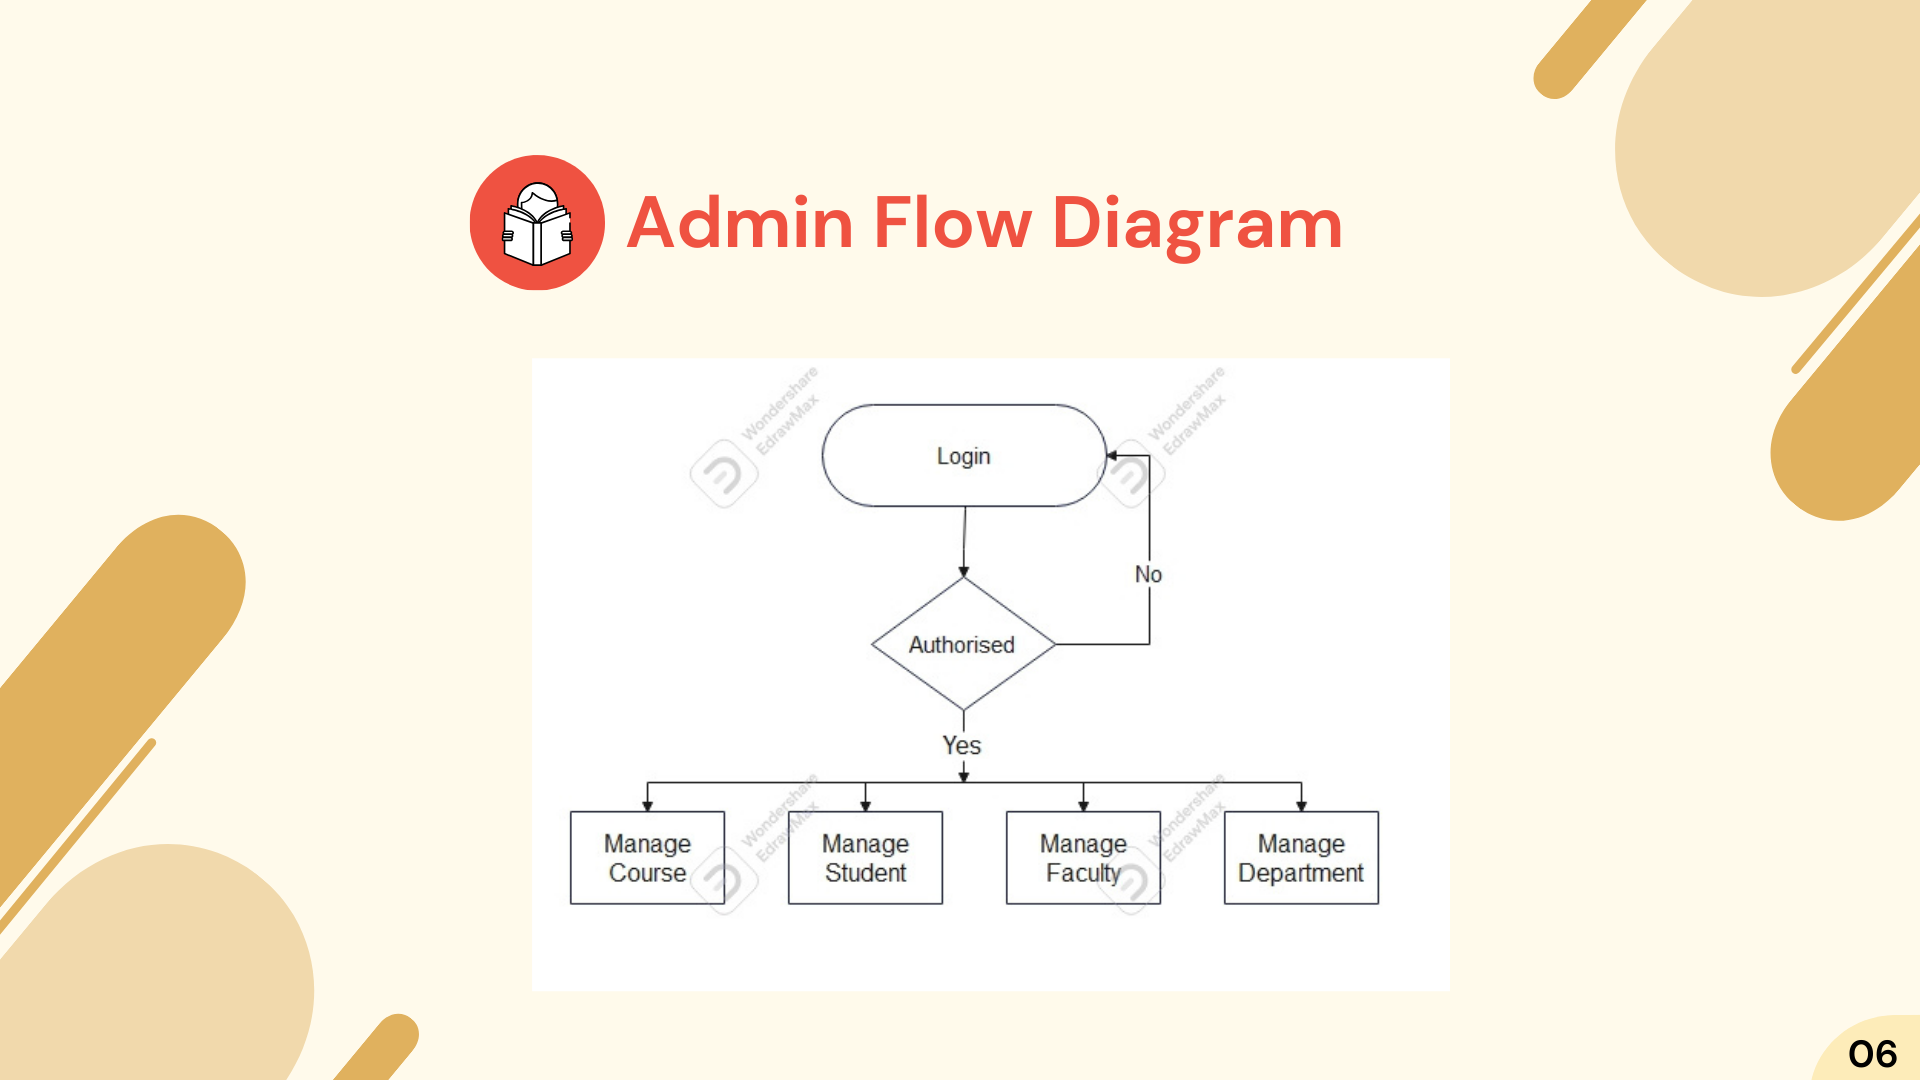 Admin Flow Diagram
Wondershare
EdrawMax
Wondershare
EdrawMax
Login
No
Authorised
Yes
Wondershare
EdrawMax
Wondershare
EdrawMax
Manage
Course
Manage
Student
Manage
Faculty
Manage
Department
06